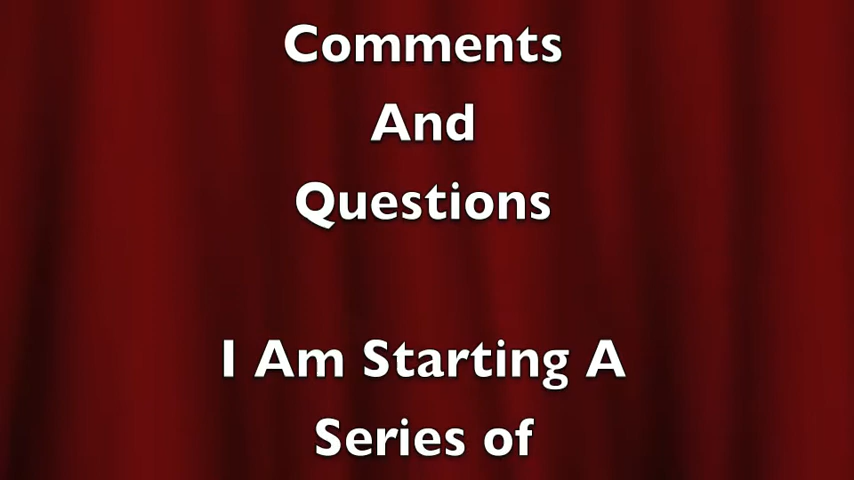 Comments
And
Questions
I Am Starting A
Series of